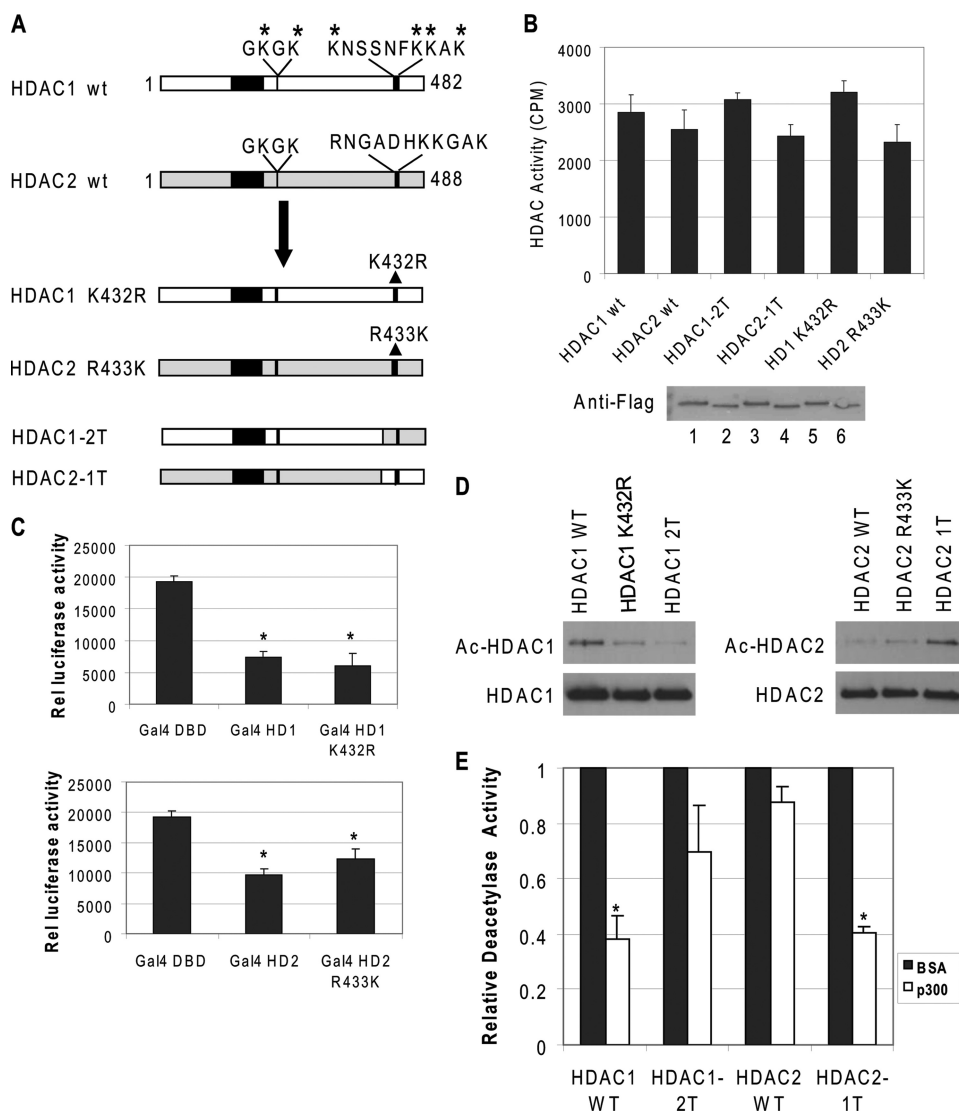 A
* * * * * *
GKGK KNSSNFKKAK
HDAC1 wt 1 482
GKGK RNGADHKKGAK
HDAC2 wt 1 488
K432R
HDAC1 K432R
R433K
HDAC2 R433K
HDAC1-2T
HDAC2-1T
B
HDAC Activity (CPM)
4000
3000
2000
1000
0
HDAC1 wt
HDAC2 wt
HDAC1-2T
HDAC2-1T
HD1 K432R
HD2 R433K
Anti-Flag
1 2 3 4 5 6
C
Rel luciferase activity
25000
20000
15000
10000
5000
0
* *
Gal4 DBD Gal4 HD1 Gal4 HD1
K432R
Rel luciferase activity
25000
20000
15000
10000
5000
0
* *
Gal4 DBD Gal4 HD2 Gal4 HD2
R433K
D
HDAC1 WT
HDAC1 K432R
HDAC1 2T
Ac-HDAC1
HDAC1
HDAC2 WT
HDAC2 R433K
HDAC2 1T
Ac-HDAC2
HDAC2
E
Relative Deacetylase Activity
1
0.8
0.6
0.4
0.2
0
* *
BSA
p300
HDAC1 HDAC1- HDAC2 HDAC2-
WT 2T WT 1T